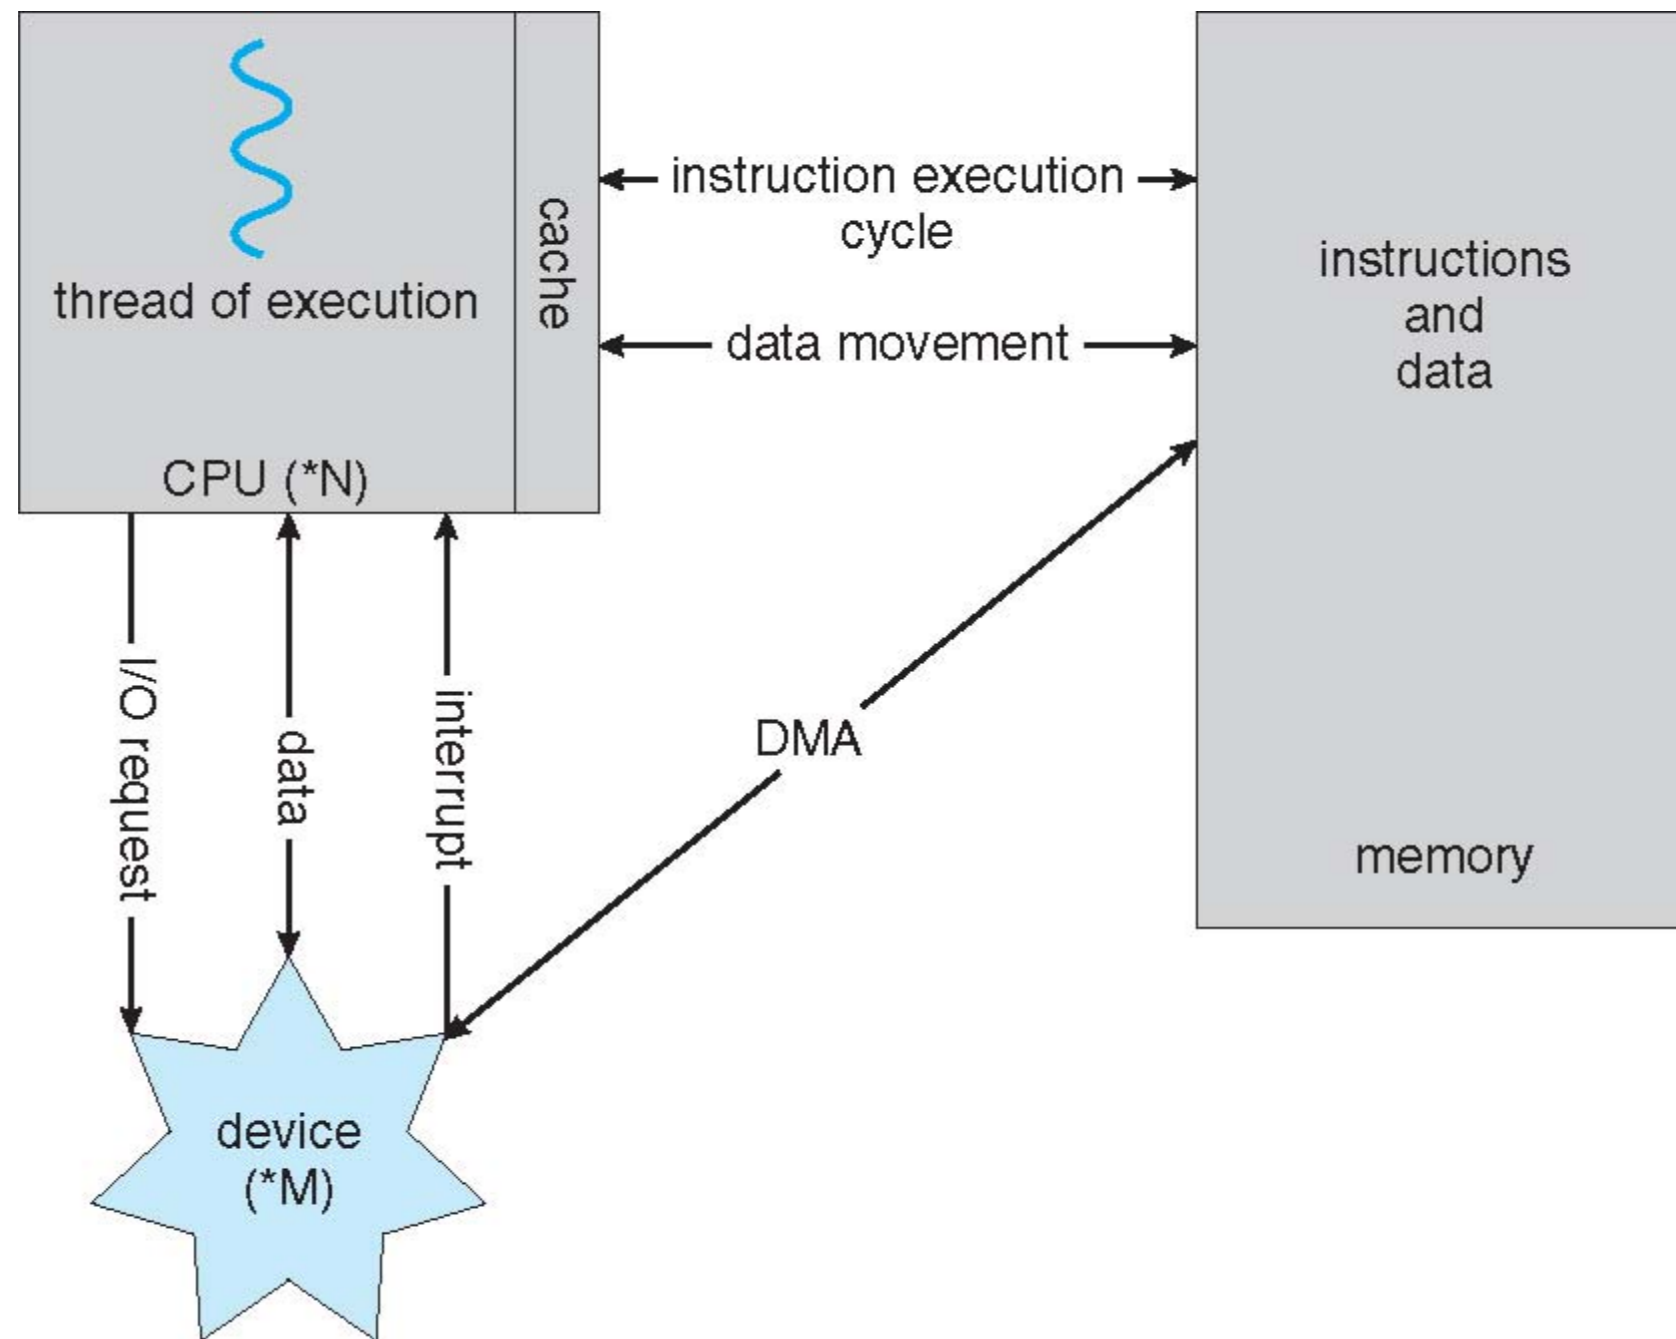 thread of execution
CPU (*N)
cache
instruction execution
cycle
data movement
instructions
and
data
memory
I/O request
data
interrupt
DMA
device
(*M)